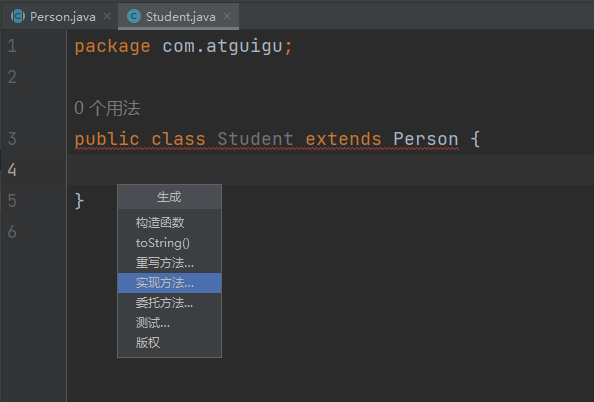 Person.java
Student.java
1 package com.atguigu;
2
0 个用法
3 public class Student extends Person {
4
生成
5 }
构造函数
6
toString()
重写方法...
实现方法...
委托方法...
测试...
版权